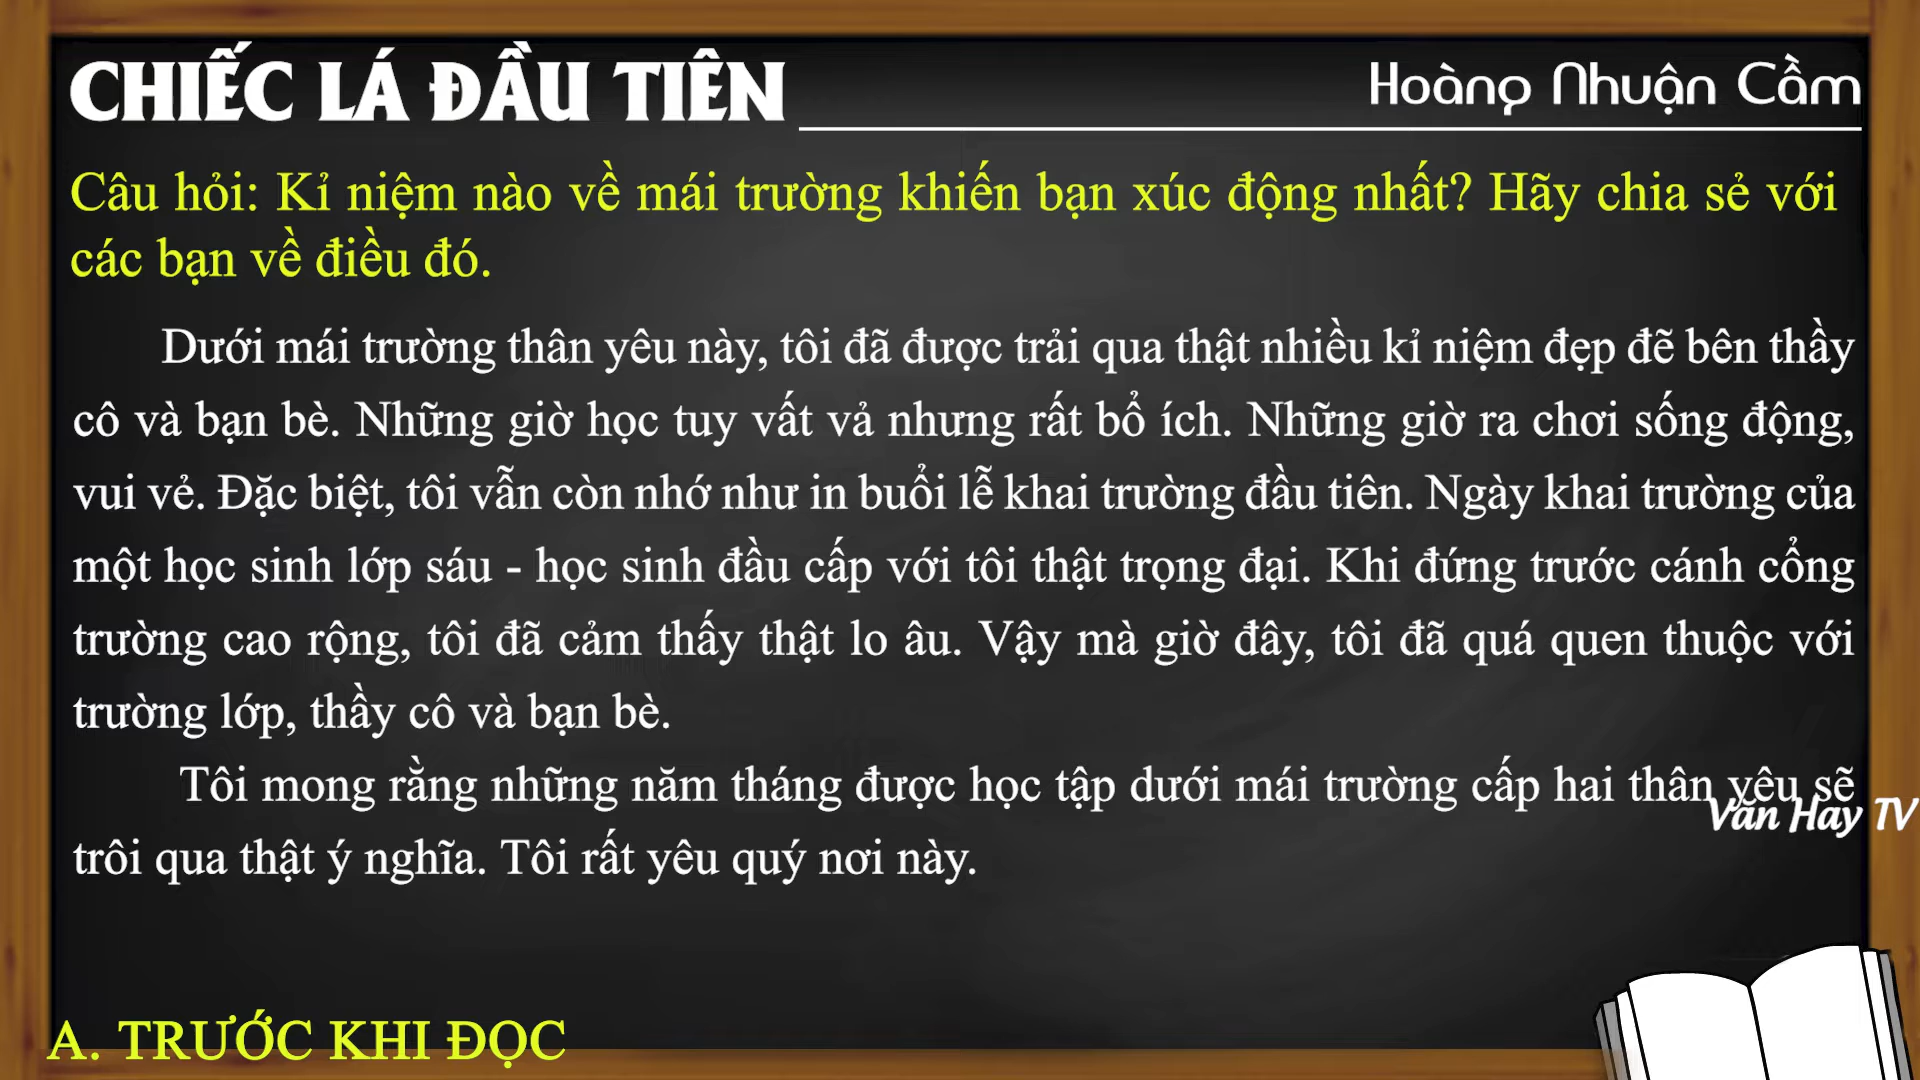 CHIẾC LÁ ĐẦU TIÊN
Hoàng Nhuận Cầm
Câu hỏi: Kỉ niệm nào về mái trường khiến bạn xúc động nhất? Hãy chia sẻ với
các bạn về điều đó.
Dưới mái trường thân yêu này, tôi đã được trải qua thật nhiều kỉ niệm đẹp đẽ bên thầy
cô và bạn bè. Những giờ học tuy vất vả nhưng rất bổ ích. Những giờ ra chơi sống động,
vui vẻ. Đặc biệt, tôi vẫn còn nhớ như in buổi lễ khai trường đầu tiên. Ngày khai trường của
một học sinh lớp sáu - học sinh đầu cấp với tôi thật trọng đại. Khi đứng trước cánh cổng
trường cao rộng, tôi đã cảm thấy thật lo âu. Vậy mà giờ đây, tôi đã quá quen thuộc với
trường lớp, thầy cô và bạn bè.
Tôi mong rằng những năm tháng được học tập dưới mái trường cấp hai thân yêu sẽ
Văn Hay TV
trôi qua thật ý nghĩa. Tôi rất yêu quý nơi này.
A. TRƯỚC KHI ĐỌC